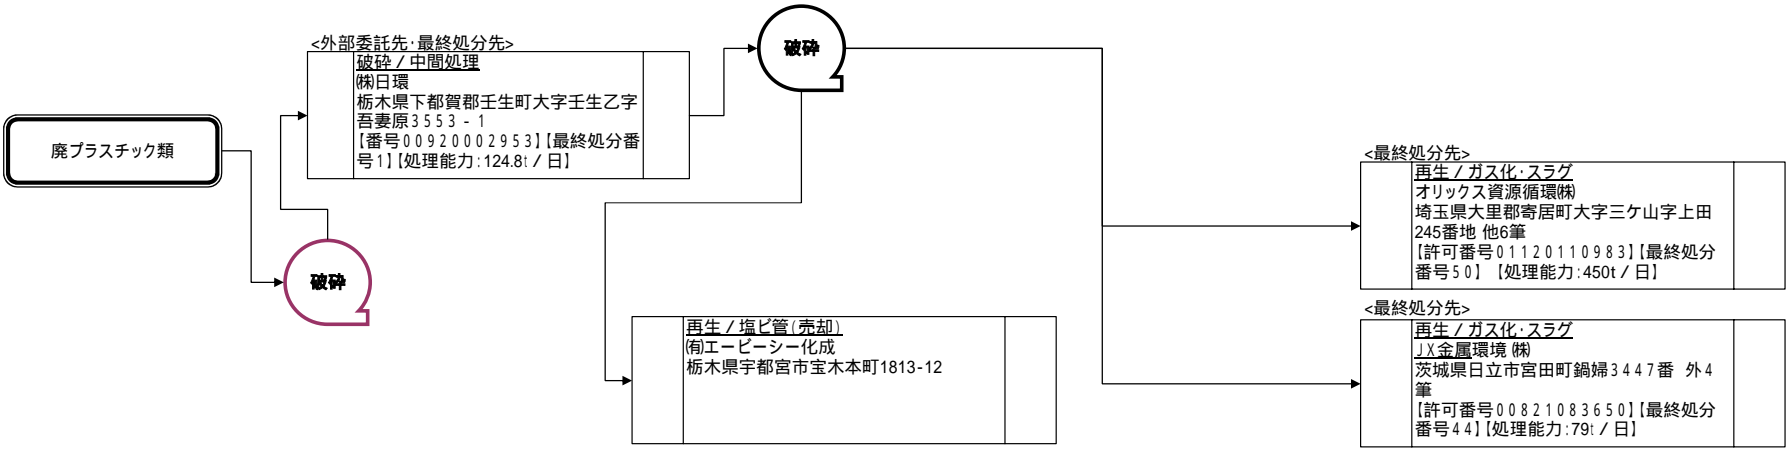 廃プラスチック類
破砕
<外部委託先・最終処分先>
破砕/中間処理
㈱日環
栃木県下都賀郡壬生町大字壬生乙字
吾妻原3553-1
【番号00920002953】【最終処分番
号1】【処理能力:124.8t/日】
破砕
再生/塩ビ管(売却)
㈲エービーシー化成
栃木県宇都宮市宝木本町1813-12
<最終処分先>
再生/ガス化・スラグ
オリックス資源循環㈱
埼玉県大里郡寄居町大字三ケ山字上田
245番地 他6筆
【許可番号01120110983】【最終処分
番号50】 【処理能力:450t/日】
<最終処分先>
再生/ガス化・スラグ
JX金属環境 ㈱
茨城県日立市宮田町鍋婦3447番 外4
筆
【許可番号00821083650】【最終処分
番号44】【処理能力:79t/日】